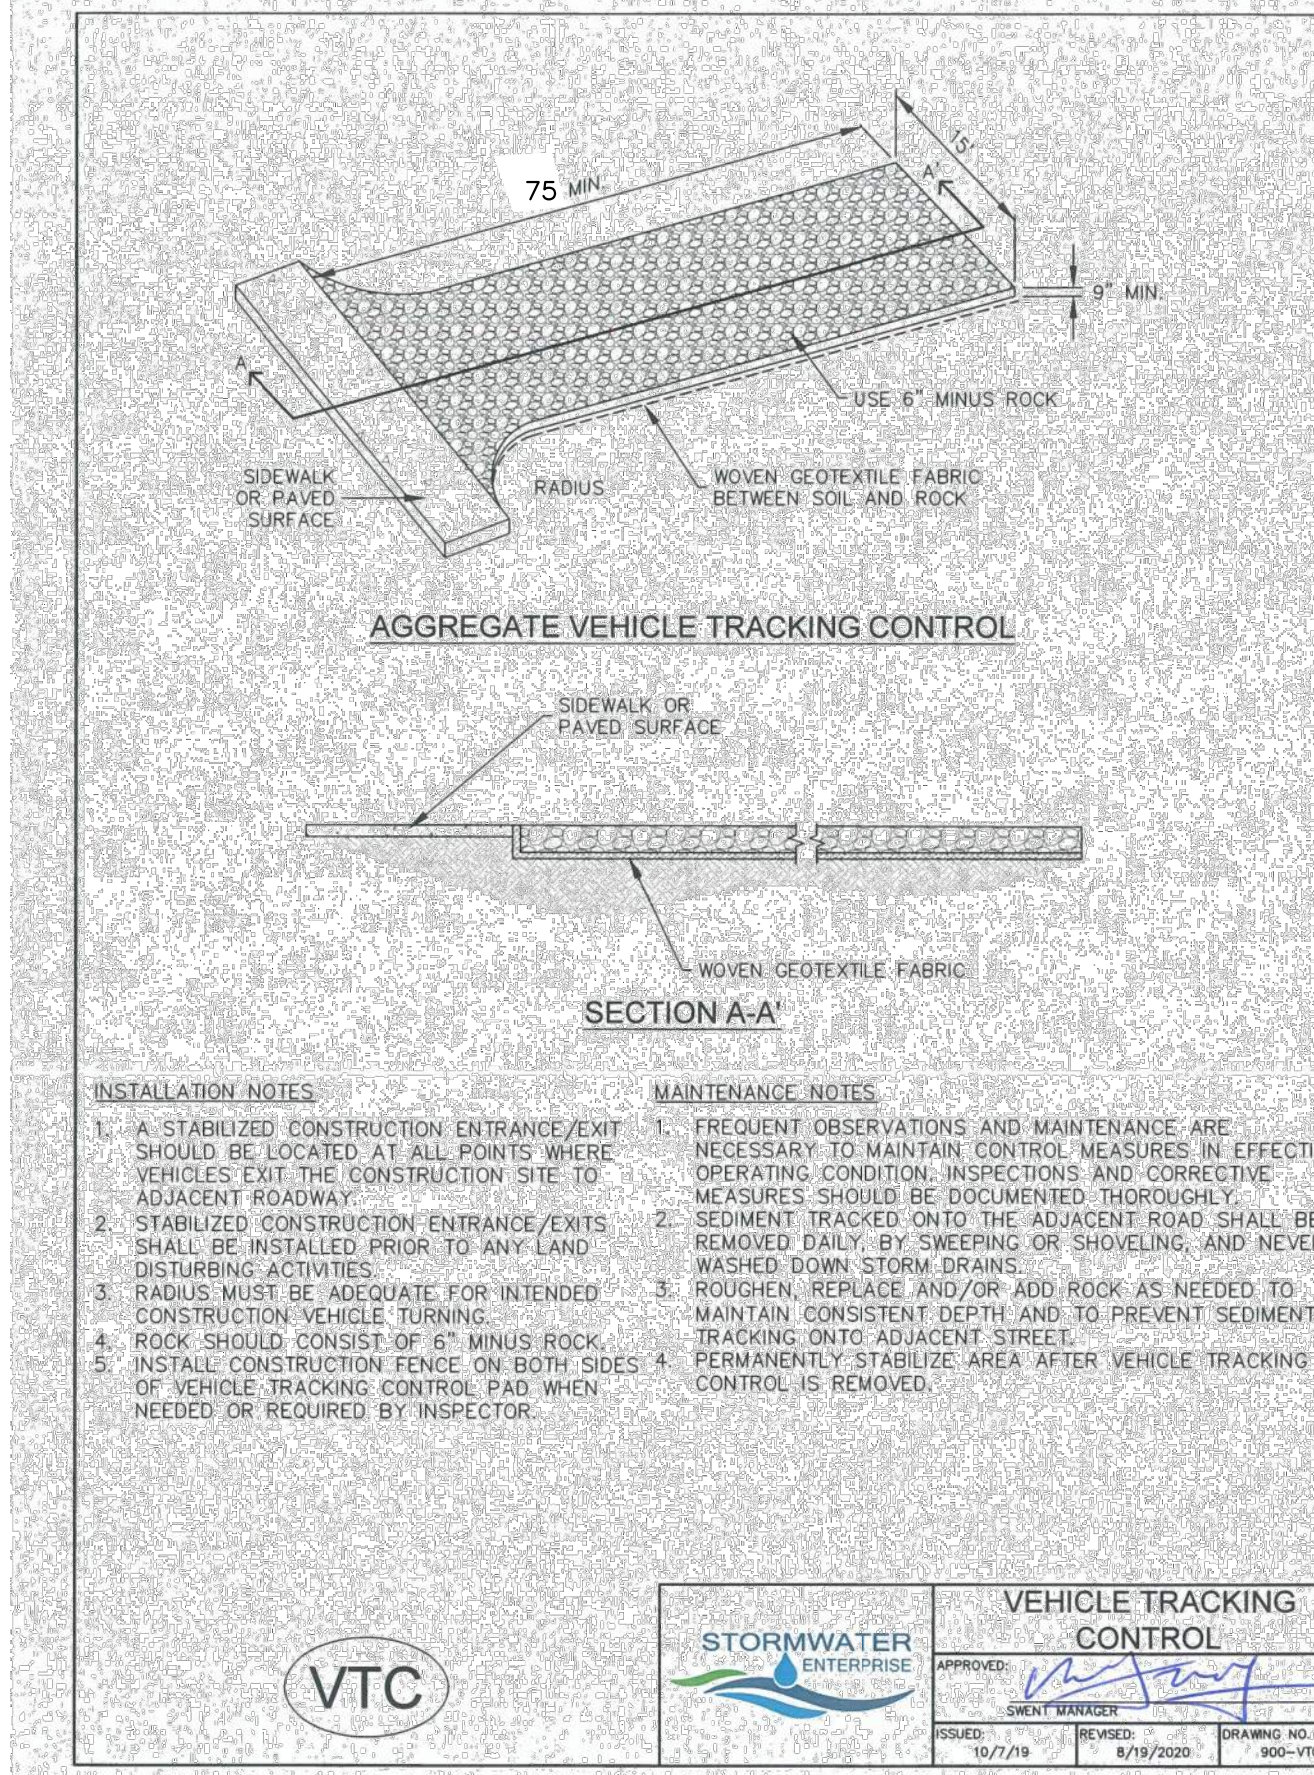 75 MIN.
15'
A'
9" MIN.
A
USE 6" MINUS ROCK
SIDEWALK
OR PAVED
SURFACE
RADIUS
WOVEN GEOTEXTILE FABRIC
BETWEEN SOIL AND ROCK
AGGREGATE VEHICLE TRACKING CONTROL
SIDEWALK OR
PAVED SURFACE
WOVEN GEOTEXTILE FABRIC
SECTION A-A'
INSTALLATION NOTES
1. A STABILIZED CONSTRUCTION ENTRANCE/EXIT
SHOULD BE LOCATED AT ALL POINTS WHERE
VEHICLES EXIT THE CONSTRUCTION SITE TO
ADJACENT ROADWAY.
2. STABILIZED CONSTRUCTION ENTRANCE/EXITS
SHALL BE INSTALLED PRIOR TO ANY LAND
DISTURBING ACTIVITIES.
3. RADIUS MUST BE ADEQUATE FOR INTENDED
CONSTRUCTION VEHICLE TURNING.
4. ROCK SHOULD CONSIST OF 6" MINUS ROCK.
5. INSTALL CONSTRUCTION FENCE ON BOTH SIDES
OF VEHICLE TRACKING CONTROL PAD WHEN
NEEDED OR REQUIRED BY INSPECTOR.
MAINTENANCE NOTES
1. FREQUENT OBSERVATIONS AND MAINTENANCE ARE
NECESSARY TO MAINTAIN CONTROL MEASURES IN EFFECTI
OPERATING CONDITION. INSPECTIONS AND CORRECTIVE
MEASURES SHOULD BE DOCUMENTED THOROUGHLY.
2. SEDIMENT TRACKED ONTO THE ADJACENT ROAD SHALL BE
REMOVED DAILY, BY SWEEPING OR SHOVELING, AND NEVER
WASHED DOWN STORM DRAINS.
3. ROUGHEN, REPLACE AND/OR ADD ROCK AS NEEDED TO
MAINTAIN CONSISTENT DEPTH AND TO PREVENT SEDIMENT
TRACKING ONTO ADJACENT STREET.
4. PERMANENTLY STABILIZE AREA AFTER VEHICLE TRACKING
CONTROL IS REMOVED.
VTC
STORMWATER
ENTERPRISE
VEHICLE TRACKING
CONTROL
APPROVED:
SWENT MANAGER
ISSUED:
10/7/19
REVISED:
8/19/2020
DRAWING NO.
900-VT